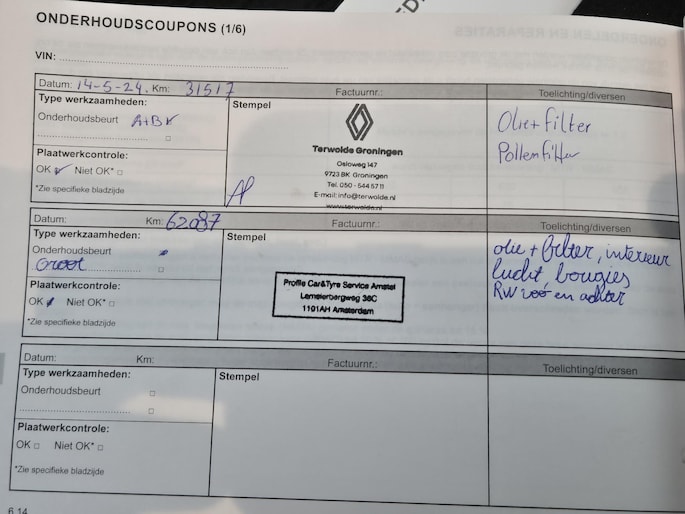 ONDERHOUDSCOUPONS (1/6)
VIN:
Datum: 14-5-24. Km: 31517 Factuurnr.: Toelichting/diversen
Type werkzaamheden:
Onderhoudsbeurt A+B
Plaatwerkcontrole:
OK Niet OK*
*Zie specifieke bladzijde
Stempel
Terwolde Groningen
Osloweg 147
9723 BK Groningen
Tel. 050 - 544 57 11
E-mail: info@terwolde.nl
www.terwolde.nl
Olie+filter
Pollenfilter
Datum: Km: 62087 Factuurnr.: Toelichting/diversen
Type werkzaamheden:
Onderhoudsbeurt
Groot
Plaatwerkcontrole:
OK Niet OK*
*Zie specifieke bladzijde
Stempel
Profile Car&Tyre Service Amstel
Lemelerbergweg 36C
1101AH Amsterdam
olie + filter, interieur
lucht, bougies
RW voo en achter
Datum: Km: Factuurnr.: Toelichting/diversen
Type werkzaamheden:
Onderhoudsbeurt
Plaatwerkcontrole:
OK Niet OK*
*Zie specifieke bladzijde
Stempel
6.14